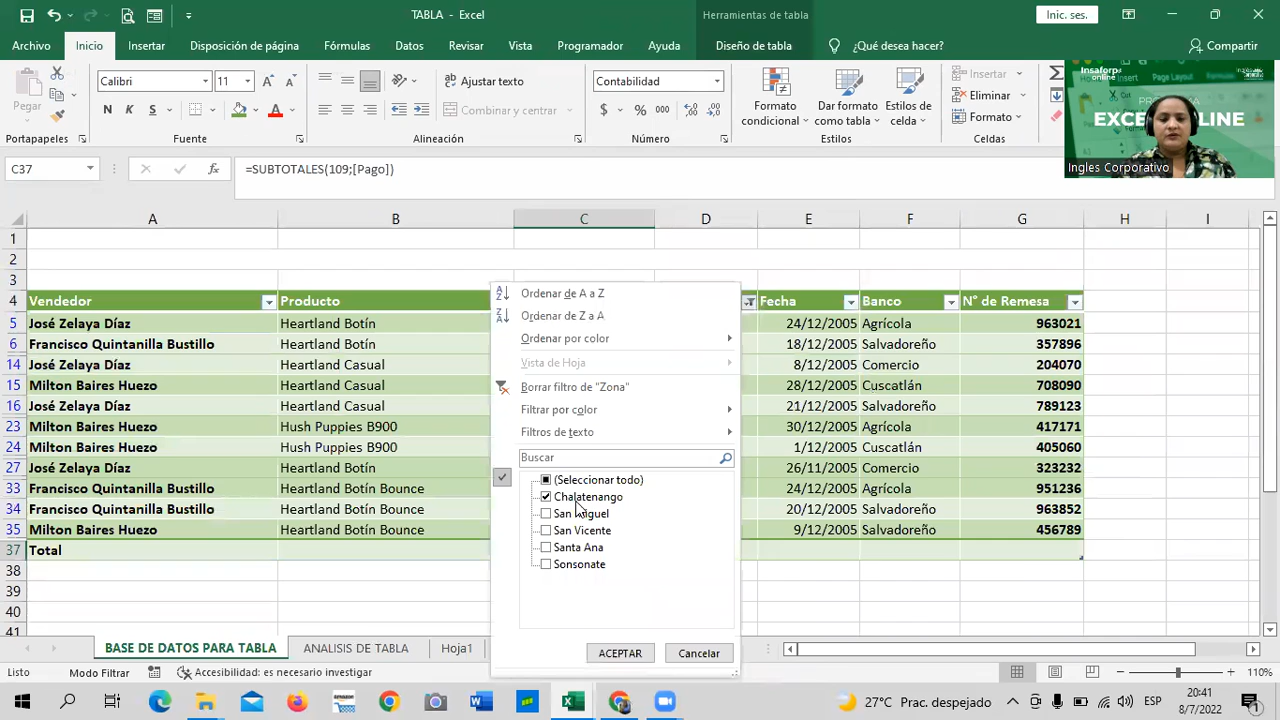 TABLA - Excel
Herramientas de tabla
Inic. ses.
Archivo
Inicio
Insertar
Disposición de página
Fórmulas
Datos
Revisar
Vista
Programador
Ayuda
Diseño de tabla
¿Qué desea hacer?
Compartir
Pegar
Calibri
11
Ajustar texto
Contabilidad
N
K
S
Combinar y centrar
$
%
000
Formato condicional
Dar formato como tabla
Estilos de celda
Insertar
Eliminar
Formato
Portapapeles
Fuente
Alineación
Número
Estilos
Celdas
Insaforp online
EXCEL ONLINE
Ingles Corporativo
C37
fx
=SUBTOTALES(109;[Pago])
A B C D E F G H I
1
2
3
4 Vendedor Producto Fecha Banco N° de Remesa
5 José Zelaya Díaz Heartland Botín 24/12/2005 Agrícola 963021
6 Francisco Quintanilla Bustillo Heartland Botín 18/12/2005 Salvadoreño 357896
14 José Zelaya Díaz Heartland Casual 8/12/2005 Comercio 204070
15 Milton Baires Huezo Heartland Casual 28/12/2005 Cuscatlán 708090
16 José Zelaya Díaz Heartland Casual 21/12/2005 Salvadoreño 789123
23 Milton Baires Huezo Hush Puppies B900 30/12/2005 Agrícola 417171
24 Milton Baires Huezo Hush Puppies B900 1/12/2005 Cuscatlán 405060
27 José Zelaya Díaz Heartland Botín 26/11/2005 Comercio 323232
33 Francisco Quintanilla Bustillo Heartland Botín Bounce 24/12/2005 Agrícola 951236
34 Francisco Quintanilla Bustillo Heartland Botín Bounce 20/12/2005 Salvadoreño 963852
35 Milton Baires Huezo Heartland Botín Bounce 9/12/2005 Salvadoreño 456789
37 Total
38
39
40
41
Ordenar de A a Z
Ordenar de Z a A
Ordenar por color
Vista de Hoja
Borrar filtro de "Zona"
Filtrar por color
Filtros de texto
Buscar
(Seleccionar todo)
Chalatenango
San Miguel
San Vicente
Santa Ana
Sonsonate
ACEPTAR
Cancelar
BASE DE DATOS PARA TABLA
ANALISIS DE TABLA
Hoja1
Listo
Modo Filtrar
Accesibilidad: es necesario investigar
110%
27°C Prac. despejado
ESP
20:41
8/7/2022